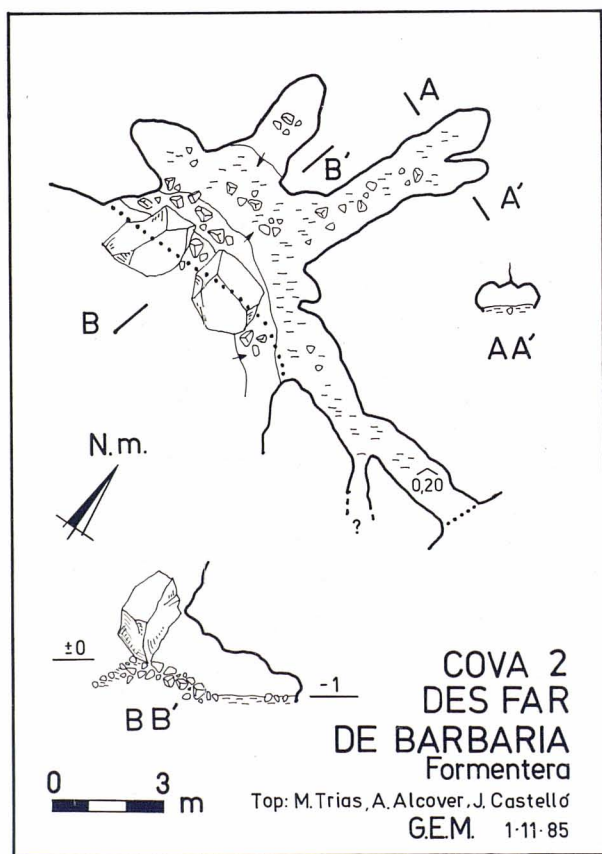 A
B'
A'
B
AA'
N.m.
0,20
?
±0
-1
BB'
COVA 2
DES FAR
DE BARBARIA
Formentera
0 3 m
Top: M. Trias, A. Alcover, J. Castelló
G.E.M. 1-11-85